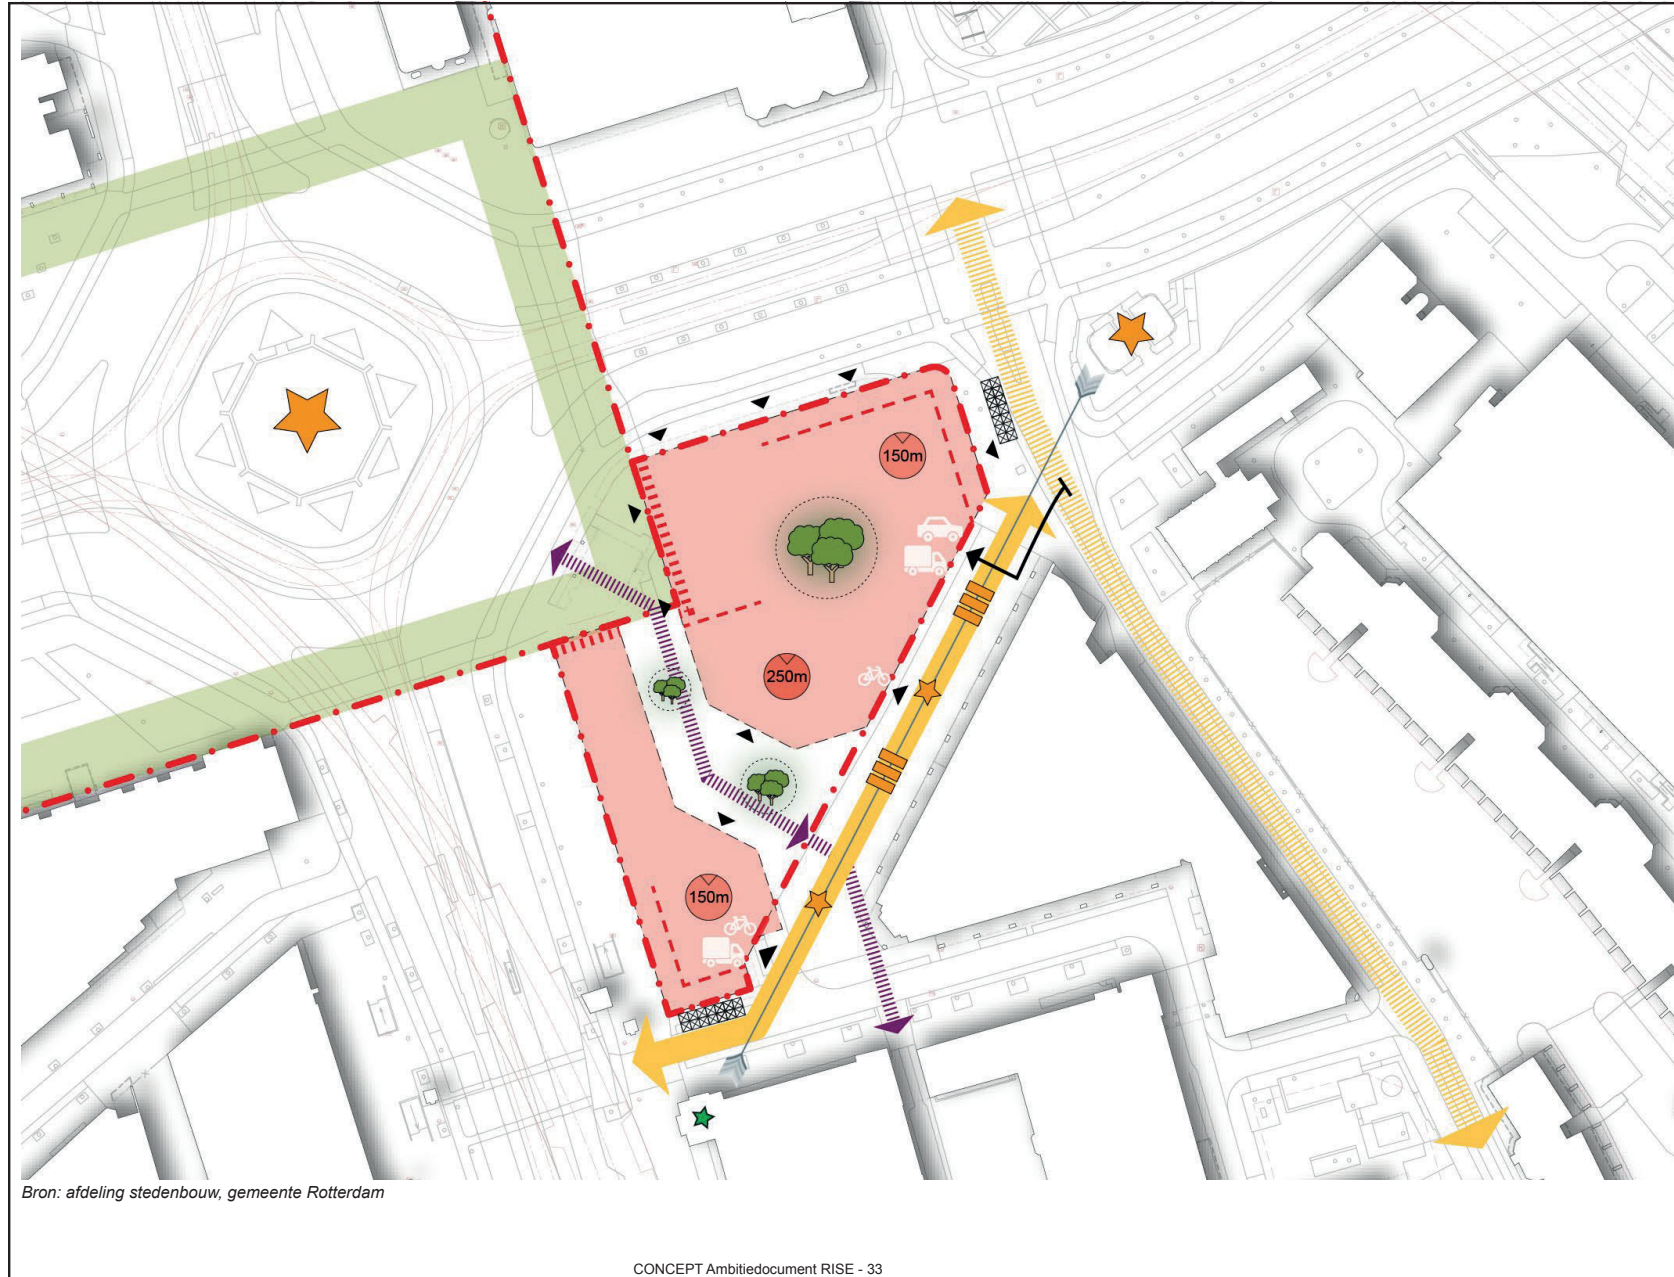 150m
250m
150m
Bron: afdeling stedenbouw, gemeente Rotterdam
CONCEPT Ambitiedocument RISE - 33